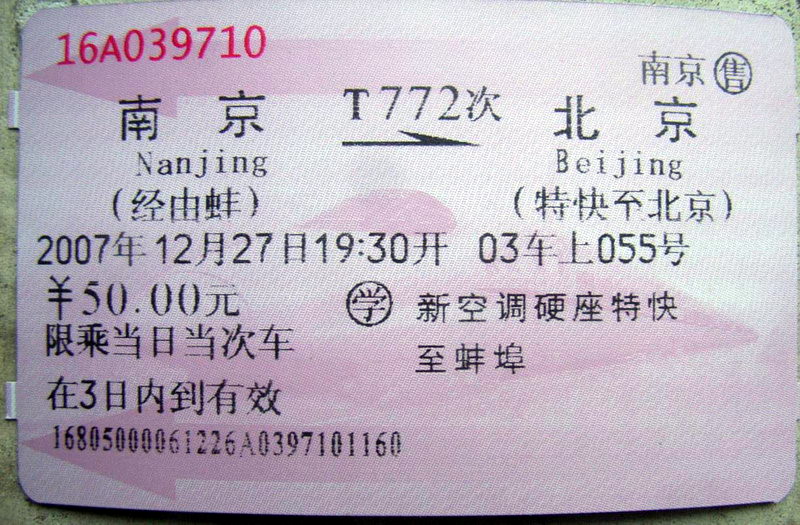 16A039710
南京 售
南京 T772次 北京
Nanjing Beijing
(经由蚌) (特快至北京)
2007年12月27日19:30开 03车上055号
¥50.00元 学 新空调硬座特快
限乘当日当次车 至蚌埠
在3日内到有效
16805000061226A0397101160